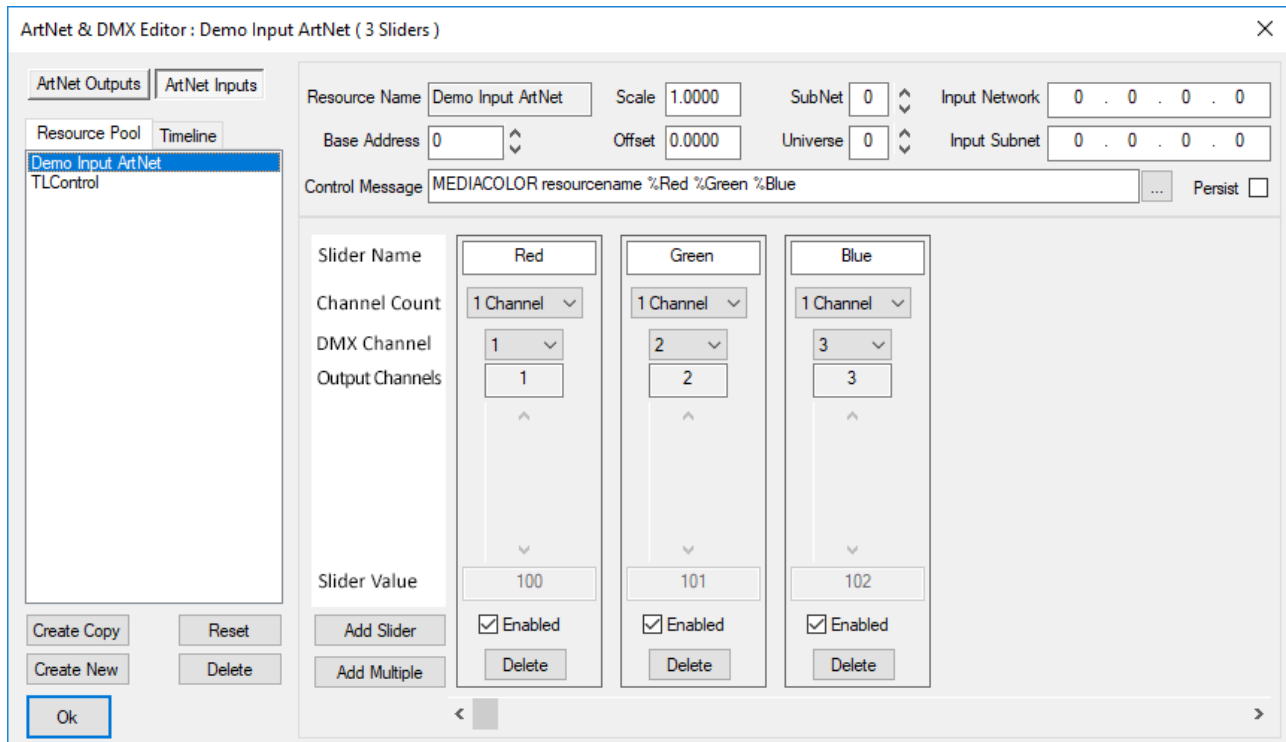 ArtNet & DMX Editor : Demo Input ArtNet ( 3 Sliders )
ArtNet Outputs ArtNet Inputs
Resource Pool Timeline
Demo Input ArtNet
TLControl
Create Copy Reset
Create New Delete
Ok
Resource Name Demo Input ArtNet Scale 1.0000 SubNet 0 Input Network 0 . 0 . 0 . 0
Base Address 0 Offset 0.0000 Universe 0 Input Subnet 0 . 0 . 0 . 0
Control Message MEDIACOLOR resourcename %Red %Green %Blue ... Persist
Slider Name Red Green Blue
Channel Count 1 Channel 1 Channel 1 Channel
DMX Channel 1 2 3
Output Channels 1 2 3
Slider Value 100 101 102
Add Slider Enabled Enabled Enabled
Add Multiple Delete Delete Delete